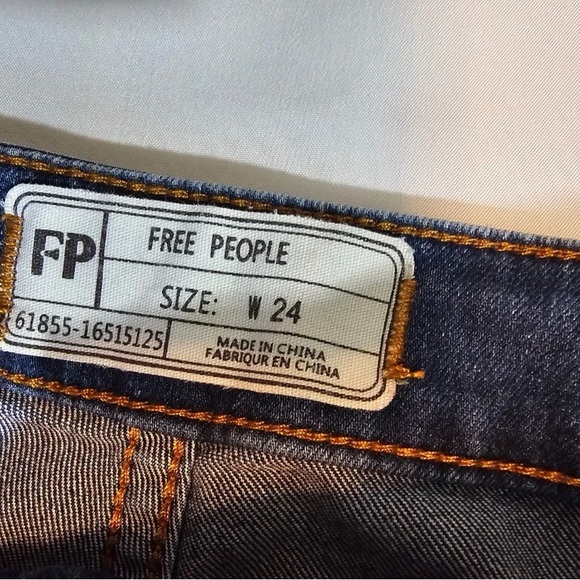 FP
FREE PEOPLE
SIZE: W 24
61855-16515125
MADE IN CHINA
FABRIQUR EN CHINA